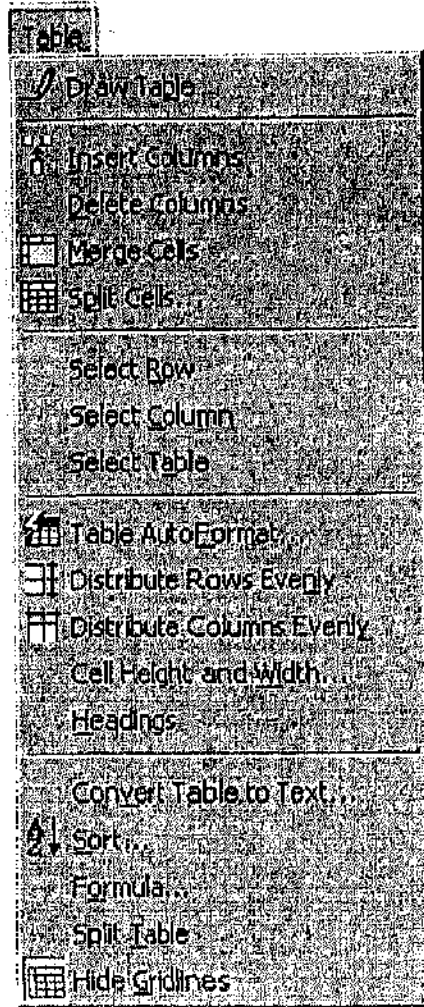 Table
Draw Table
Insert Columns
Delete Columns
Merge Cells
Split Cells...
Select Row
Select Column
Select Table
Table AutoFormat...
Distribute Rows Evenly
Distribute Columns Evenly
Cell Height and Width...
Headings
Convert Table to Text...
Sort...
Formula...
Split Table
Hide Gridlines